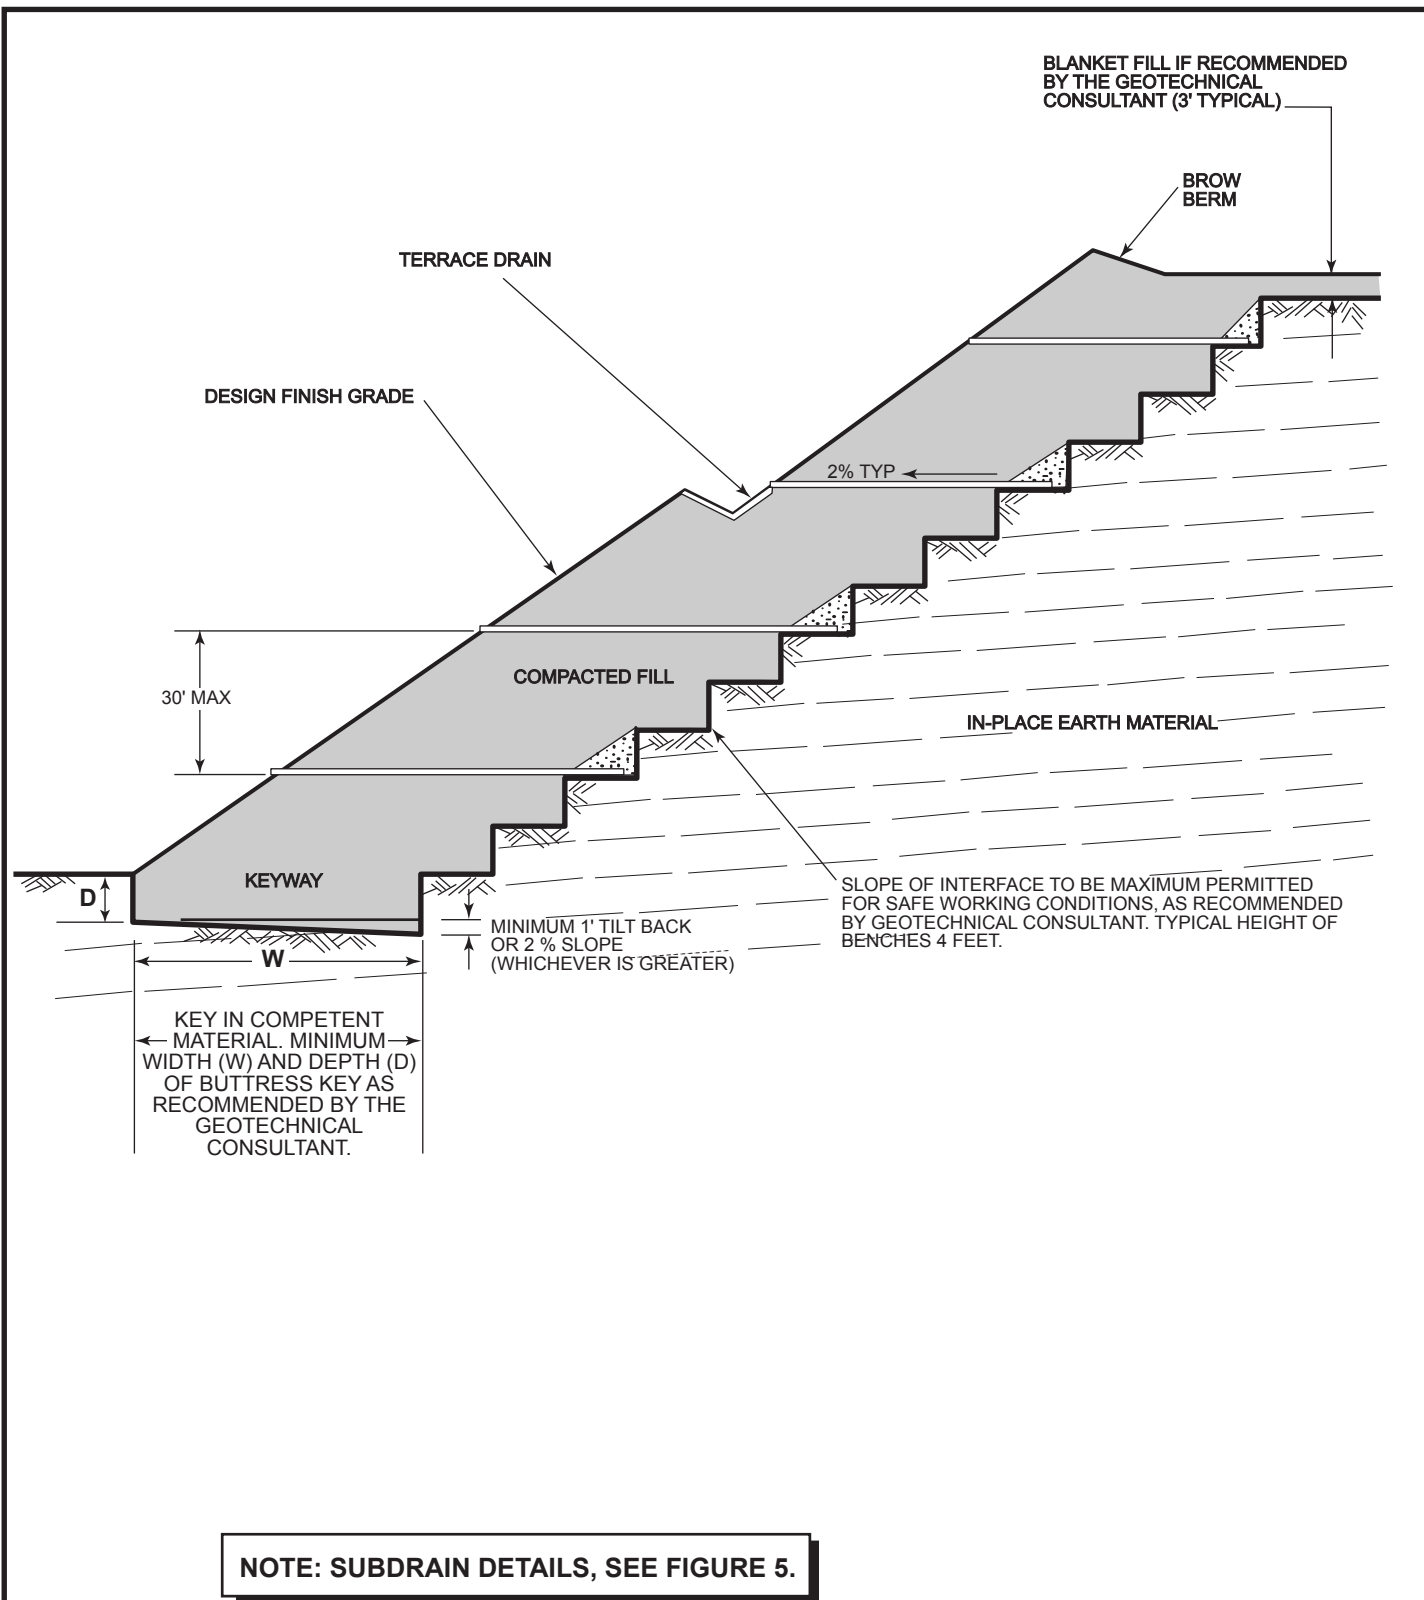 BLANKET FILL IF RECOMMENDED
BY THE GEOTECHNICAL
CONSULTANT (3' TYPICAL)
BROW
BERM
TERRACE DRAIN
DESIGN FINISH GRADE
2% TYP
30' MAX
COMPACTED FILL
IN-PLACE EARTH MATERIAL
KEYWAY
D
W
MINIMUM 1' TILT BACK
OR 2 % SLOPE
(WHICHEVER IS GREATER)
SLOPE OF INTERFACE TO BE MAXIMUM PERMITTED
FOR SAFE WORKING CONDITIONS, AS RECOMMENDED
BY GEOTECHNICAL CONSULTANT. TYPICAL HEIGHT OF
BENCHES 4 FEET.
KEY IN COMPETENT
MATERIAL. MINIMUM
WIDTH (W) AND DEPTH (D)
OF BUTTRESS KEY AS
RECOMMENDED BY THE
GEOTECHNICAL
CONSULTANT.
NOTE: SUBDRAIN DETAILS, SEE FIGURE 5.